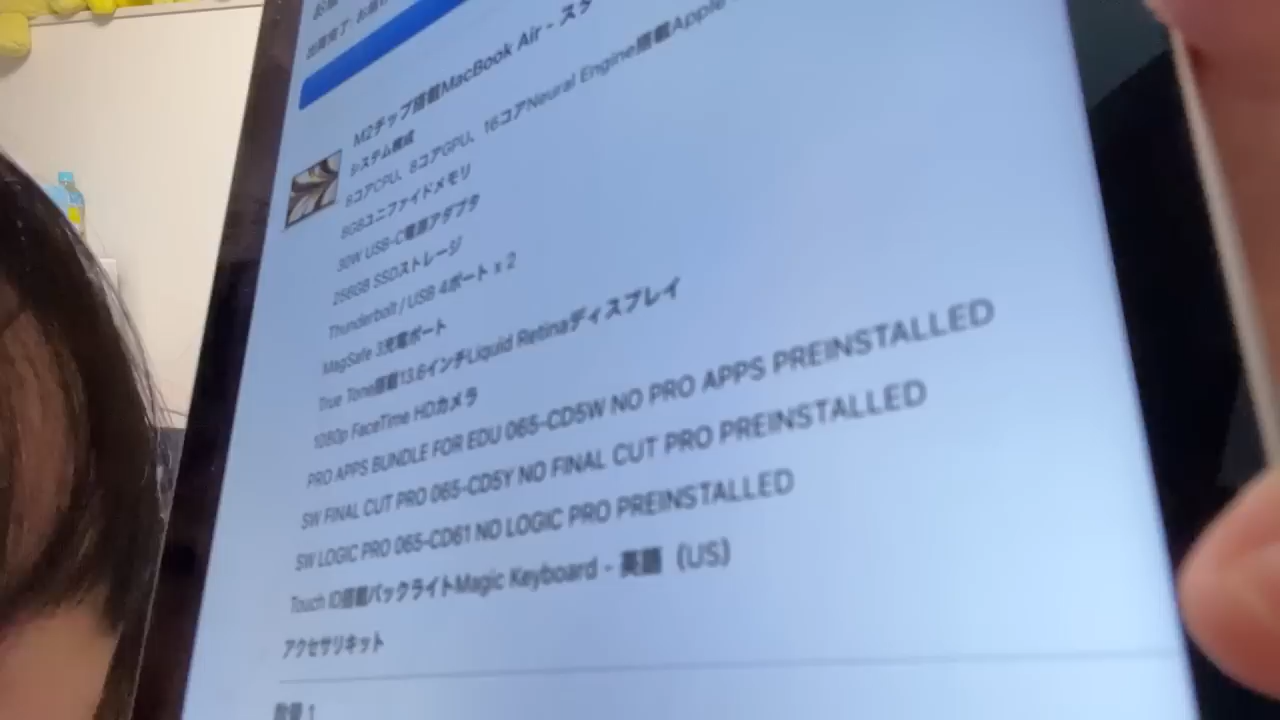 出荷完了
M2チップ搭載MacBook Air - スタ
システム構成
8コアCPU、8コアGPU、16コアNeural Engine搭載Apple
8GBユニファイドメモリ
30W USB-C電源アダプタ
256GB SSDストレージ
Thunderbolt / USB 4ポート x 2
MagSafe 3充電ポート
True Tone搭載13.6インチLiquid Retinaディスプレイ
1080p FaceTime HDカメラ
PRO APPS BUNDLE FOR EDU 065-CD5W NO PRO APPS PREINSTALLED
SW FINAL CUT PRO 065-CD5Y NO FINAL CUT PRO PREINSTALLED
SW LOGIC PRO 065-CD61 NO LOGIC PRO PREINSTALLED
Touch ID搭載バックライトMagic Keyboard - 英語（US）
アクセサリキット
数量 1